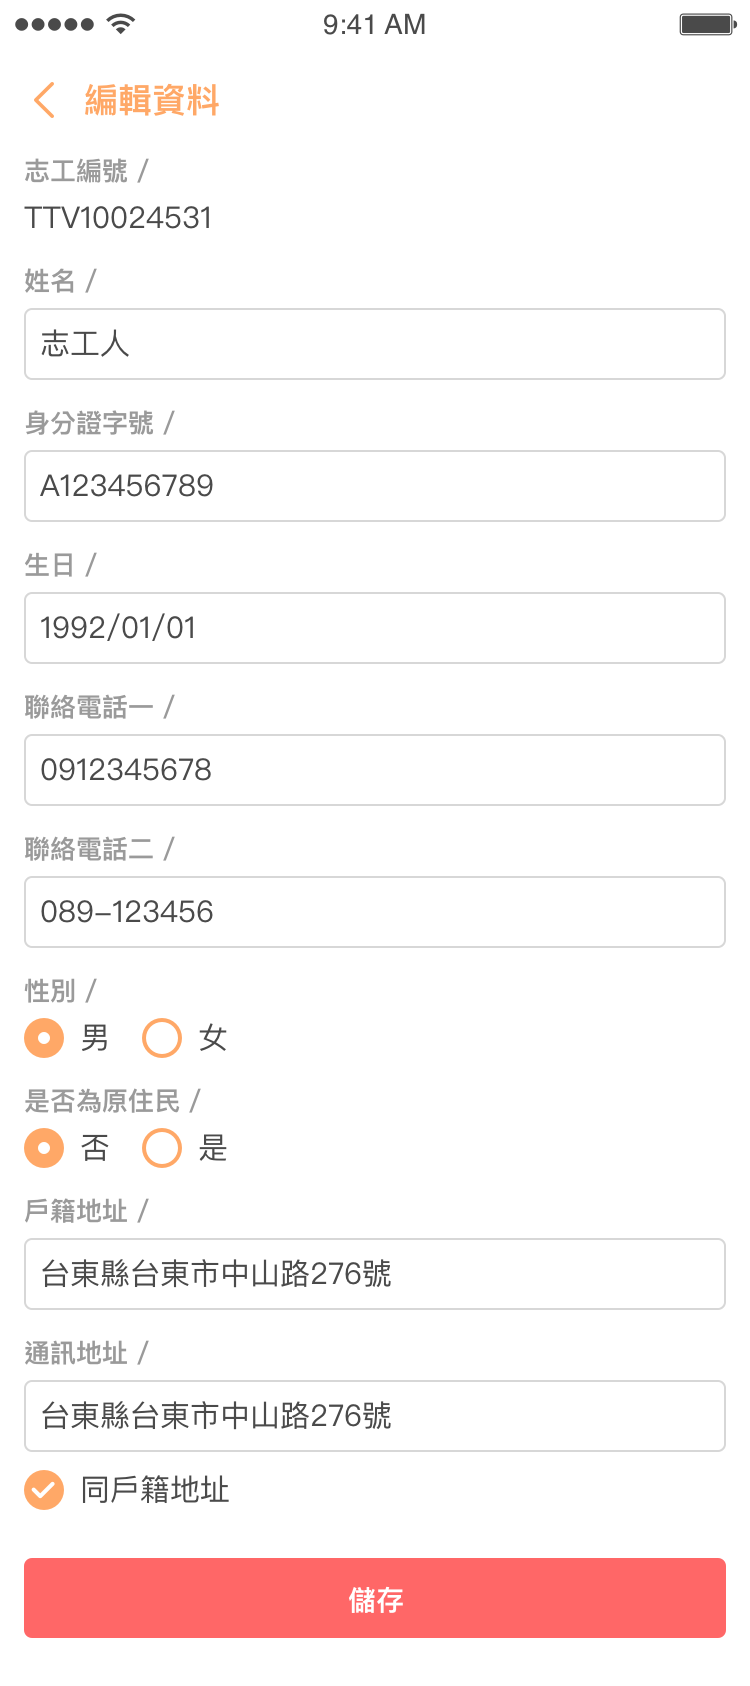 9:41 AM
編輯資料
志工編號 /
TTV10024531
姓名 /
志工人
身分證字號 /
A123456789
生日 /
1992/01/01
聯絡電話一 /
0912345678
聯絡電話二 /
089–123456
性別 /
男 女
是否為原住民 /
否 是
戶籍地址 /
台東縣台東市中山路276號
通訊地址 /
台東縣台東市中山路276號
同戶籍地址
儲存